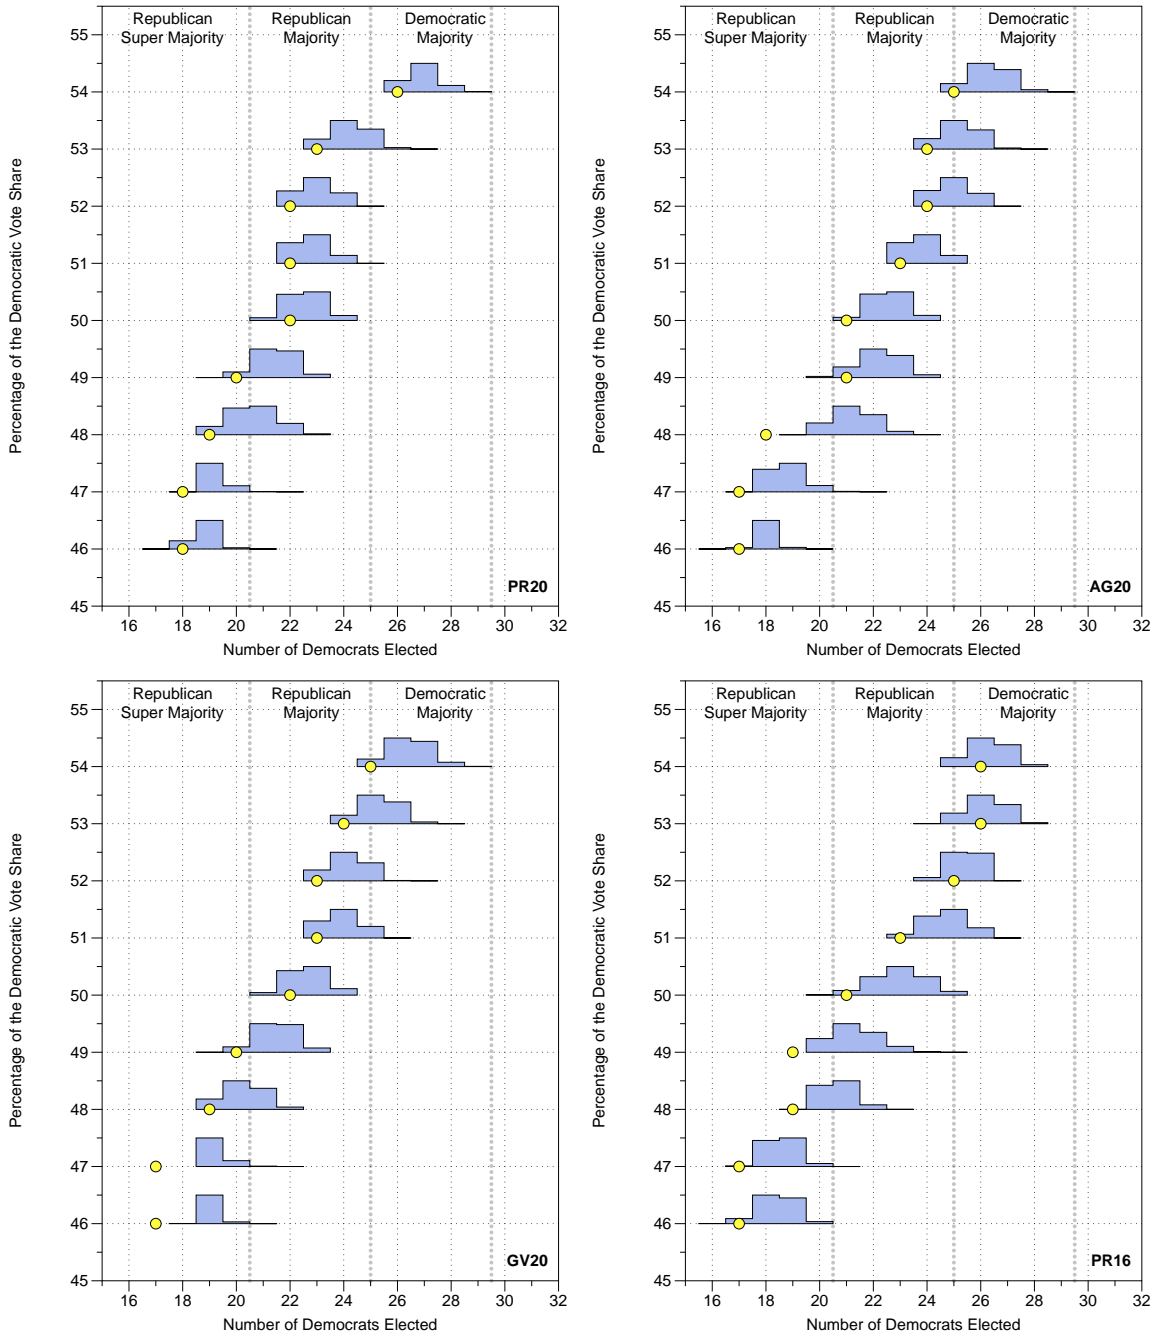 Republican Republican Democratic
Super Majority Majority Majority
55
54
53
52
51
50
49
48
47
46
45
Percentage of the Democratic Vote Share
PR20
16 18 20 22 24 26 28 30 32
Number of Democrats Elected
Republican Republican Democratic
Super Majority Majority Majority
55
54
53
52
51
50
49
48
47
46
45
Percentage of the Democratic Vote Share
AG20
16 18 20 22 24 26 28 30 32
Number of Democrats Elected
Republican Republican Democratic
Super Majority Majority Majority
55
54
53
52
51
50
49
48
47
46
45
Percentage of the Democratic Vote Share
GV20
16 18 20 22 24 26 28 30 32
Number of Democrats Elected
Republican Republican Democratic
Super Majority Majority Majority
55
54
53
52
51
50
49
48
47
46
45
Percentage of the Democratic Vote Share
PR16
16 18 20 22 24 26 28 30 32
Number of Democrats Elected